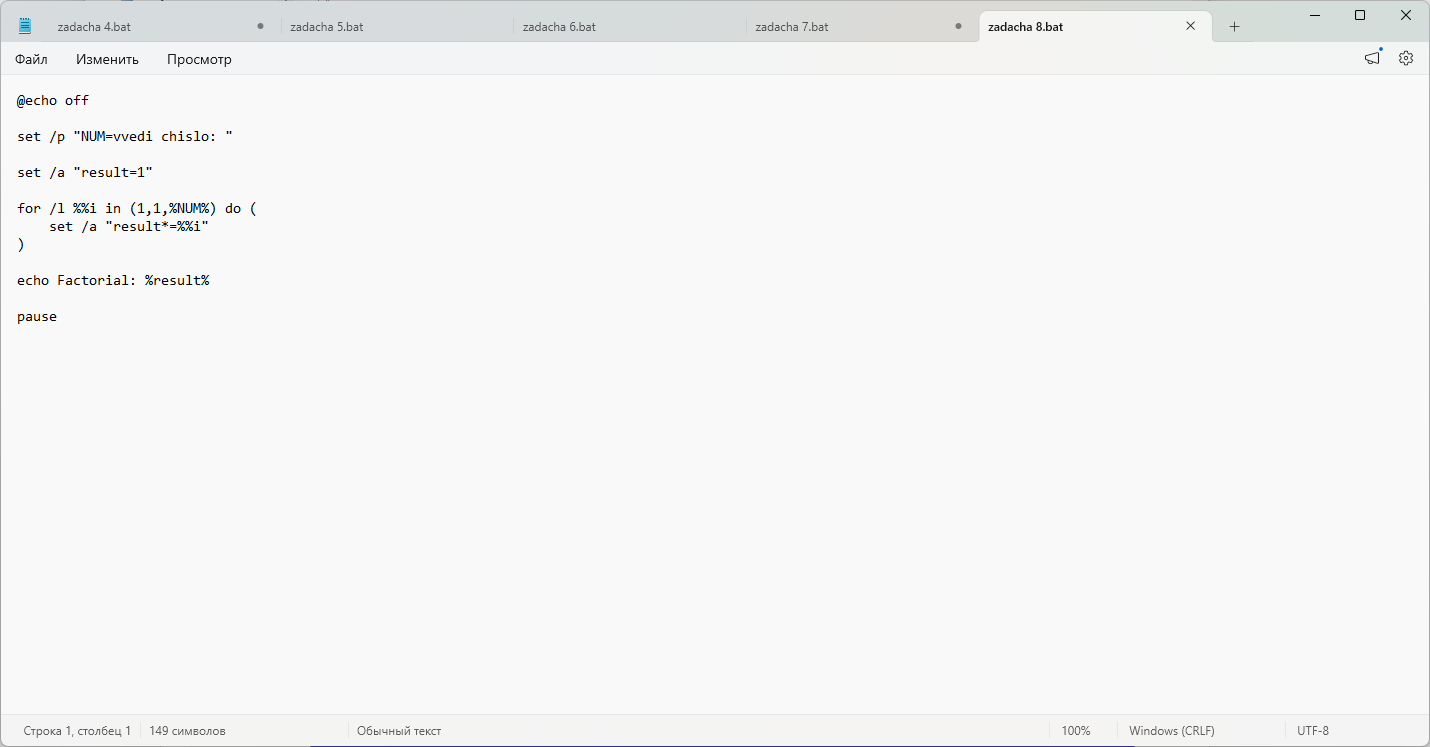 zadacha 4.bat
zadacha 5.bat
zadacha 6.bat
zadacha 7.bat
zadacha 8.bat
Файл
Изменить
Просмотр
@echo off
set /p "NUM=vvedi chislo: "
set /a "result=1"
for /l %%i in (1,1,%NUM%) do (
    set /a "result*=%%i"
)
echo Factorial: %result%
pause
Строка 1, столбец 1
149 символов
Обычный текст
100%
Windows (CRLF)
UTF-8